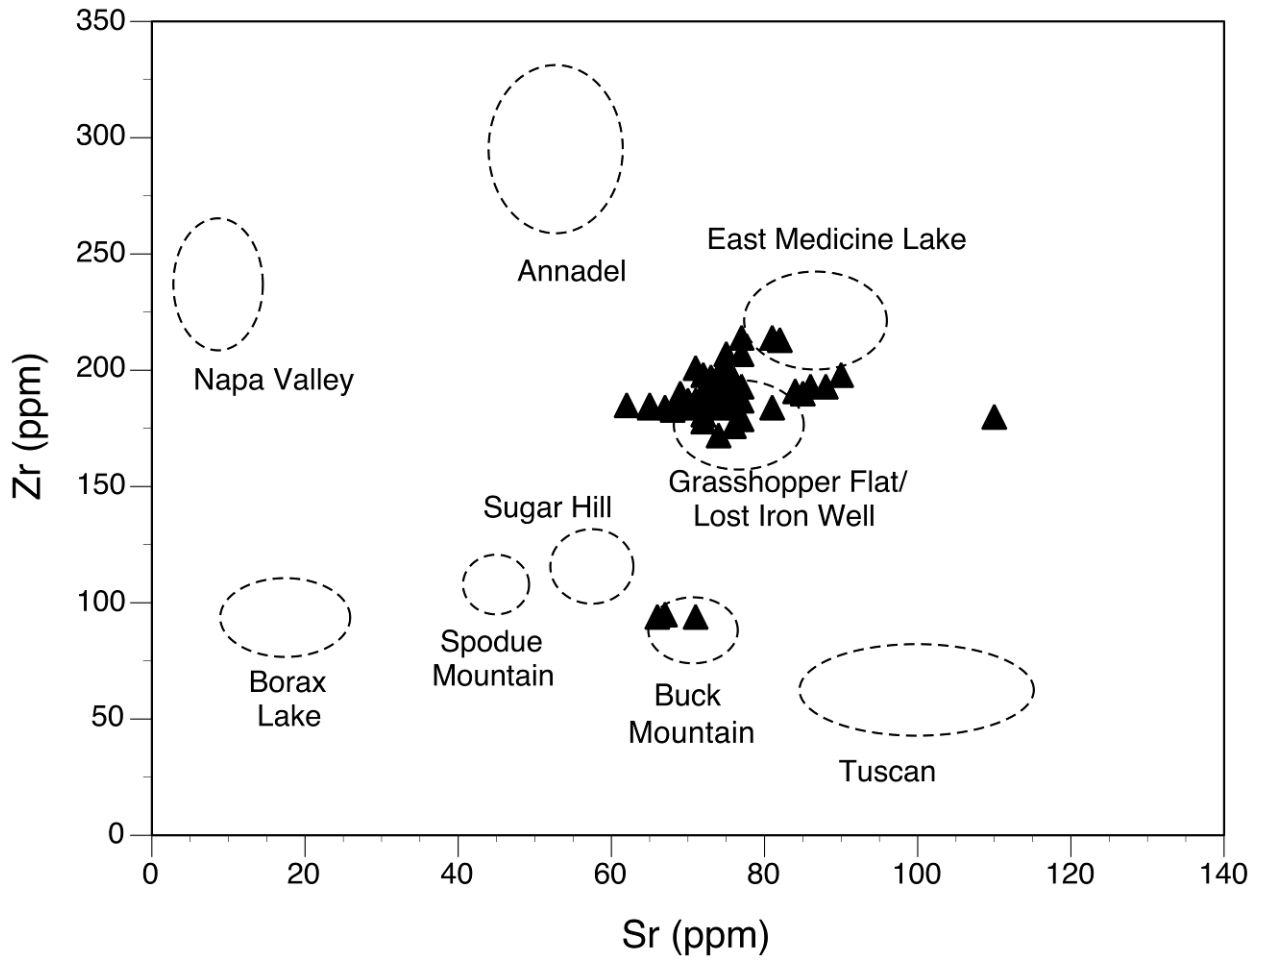 350
300
250
200
150
100
50
0
Zr (ppm)
East Medicine Lake
Annadel
Napa Valley
Grasshopper Flat/
Lost Iron Well
Sugar Hill
Spodue
Mountain
Borax
Lake
Buck
Mountain
Tuscan
0 20 40 60 80 100 120 140
Sr (ppm)